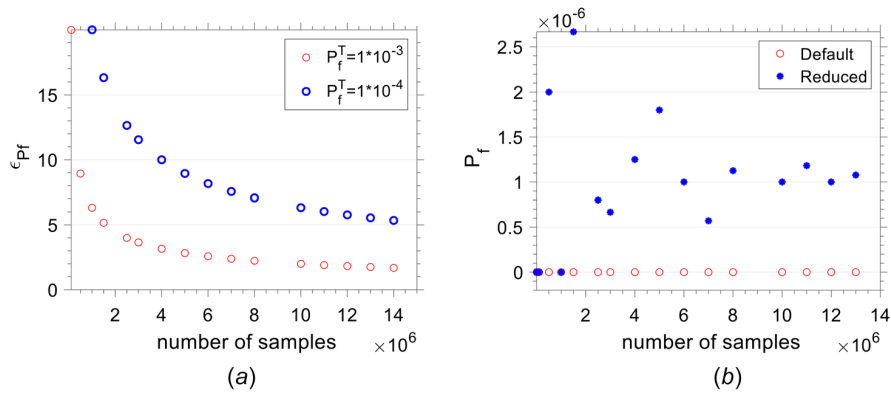 P_f^T=1*10^-3
P_f^T=1*10^-4
15
10
5
0
ϵ_Pf
2 4 6 8 10 12 14
number of samples ×10^6
(a)
×10^-6
2.5
2
1.5
1
0.5
0
P_f
Default
Reduced
0 2 4 6 8 10 12 14
number of samples ×10^6
(b)